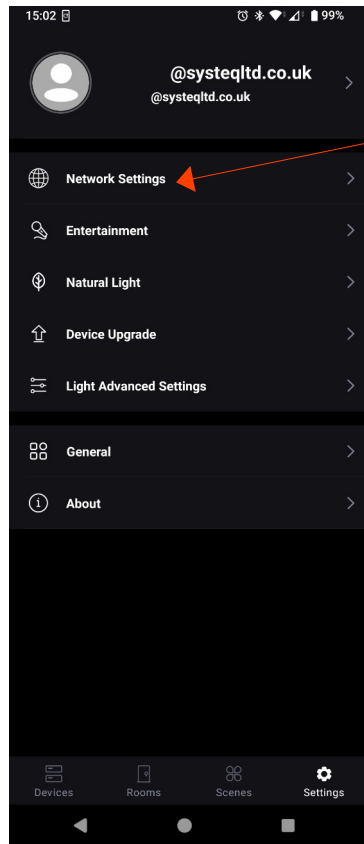 15:02
99%
@systeqltd.co.uk
@systeqltd.co.uk
Network Settings
Entertainment
Natural Light
Device Upgrade
Light Advanced Settings
General
About
Devices Rooms Scenes Settings